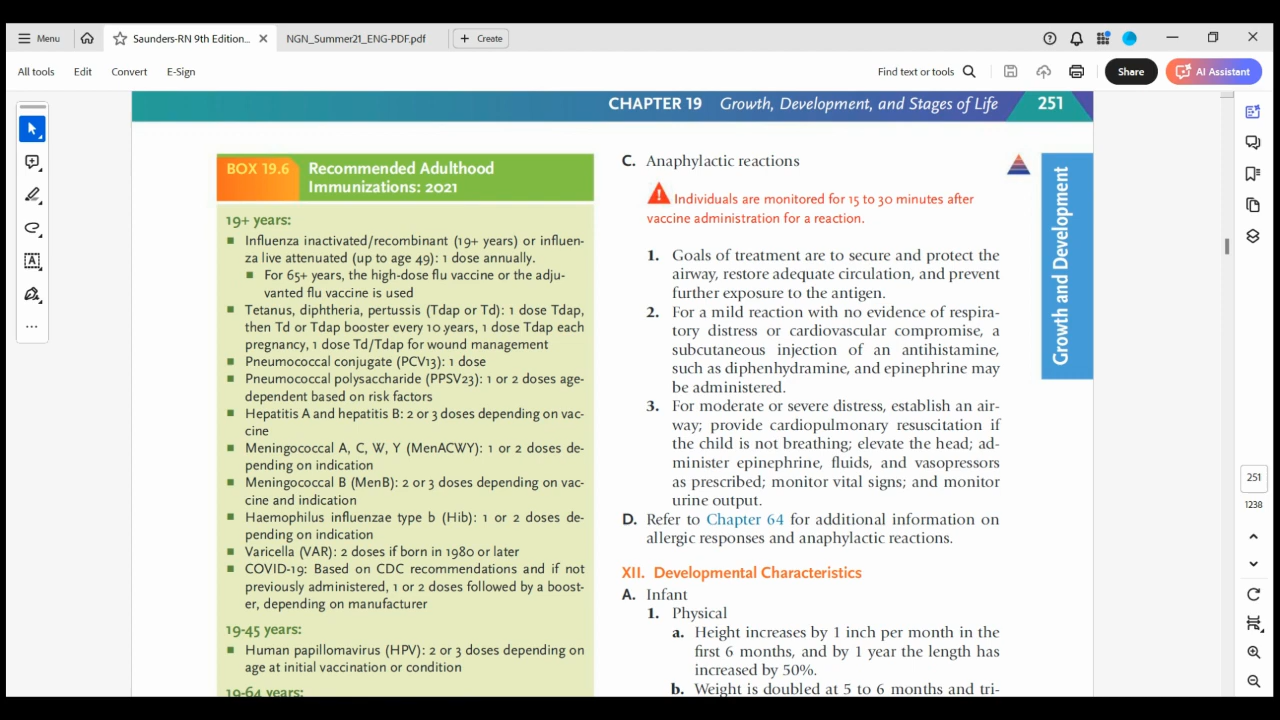 Menu
Saunders-RN 9th Edition...
NGN_Summer21_ENG-PDF.pdf
+ Create
All tools
Edit
Convert
E-Sign
Find text or tools
Share
AI Assistant
CHAPTER 19 Growth, Development, and Stages of Life 251
BOX 19.6 Recommended Adulthood
Immunizations: 2021
19+ years:
■ Influenza inactivated/recombinant (19+ years) or influen-
za live attenuated (up to age 49): 1 dose annually.
■ For 65+ years, the high-dose flu vaccine or the adju-
vanted flu vaccine is used
■ Tetanus, diphtheria, pertussis (Tdap or Td): 1 dose Tdap,
then Td or Tdap booster every 10 years, 1 dose Tdap each
pregnancy, 1 dose Td/Tdap for wound management
■ Pneumococcal conjugate (PCV13): 1 dose
■ Pneumococcal polysaccharide (PPSV23): 1 or 2 doses age-
dependent based on risk factors
■ Hepatitis A and hepatitis B: 2 or 3 doses depending on vac-
cine
■ Meningococcal A, C, W, Y (MenACWY): 1 or 2 doses de-
pending on indication
■ Meningococcal B (MenB): 2 or 3 doses depending on vac-
cine and indication
■ Haemophilus influenzae type b (Hib): 1 or 2 doses de-
pending on indication
■ Varicella (VAR): 2 doses if born in 1980 or later
■ COVID-19: Based on CDC recommendations and if not
previously administered, 1 or 2 doses followed by a boost-
er, depending on manufacturer
19-45 years:
■ Human papillomavirus (HPV): 2 or 3 doses depending on
age at initial vaccination or condition
19-64 years:
C. Anaphylactic reactions
! Individuals are monitored for 15 to 30 minutes after
vaccine administration for a reaction.
1. Goals of treatment are to secure and protect the
airway, restore adequate circulation, and prevent
further exposure to the antigen.
2. For a mild reaction with no evidence of respira-
tory distress or cardiovascular compromise, a
subcutaneous injection of an antihistamine,
such as diphenhydramine, and epinephrine may
be administered.
3. For moderate or severe distress, establish an air-
way; provide cardiopulmonary resuscitation if
the child is not breathing; elevate the head; ad-
minister epinephrine, fluids, and vasopressors
as prescribed; monitor vital signs; and monitor
urine output.
D. Refer to Chapter 64 for additional information on
allergic responses and anaphylactic reactions.
XII. Developmental Characteristics
A. Infant
1. Physical
a. Height increases by 1 inch per month in the
first 6 months, and by 1 year the length has
increased by 50%.
b. Weight is doubled at 5 to 6 months and tri-
Growth and Development
251
1238